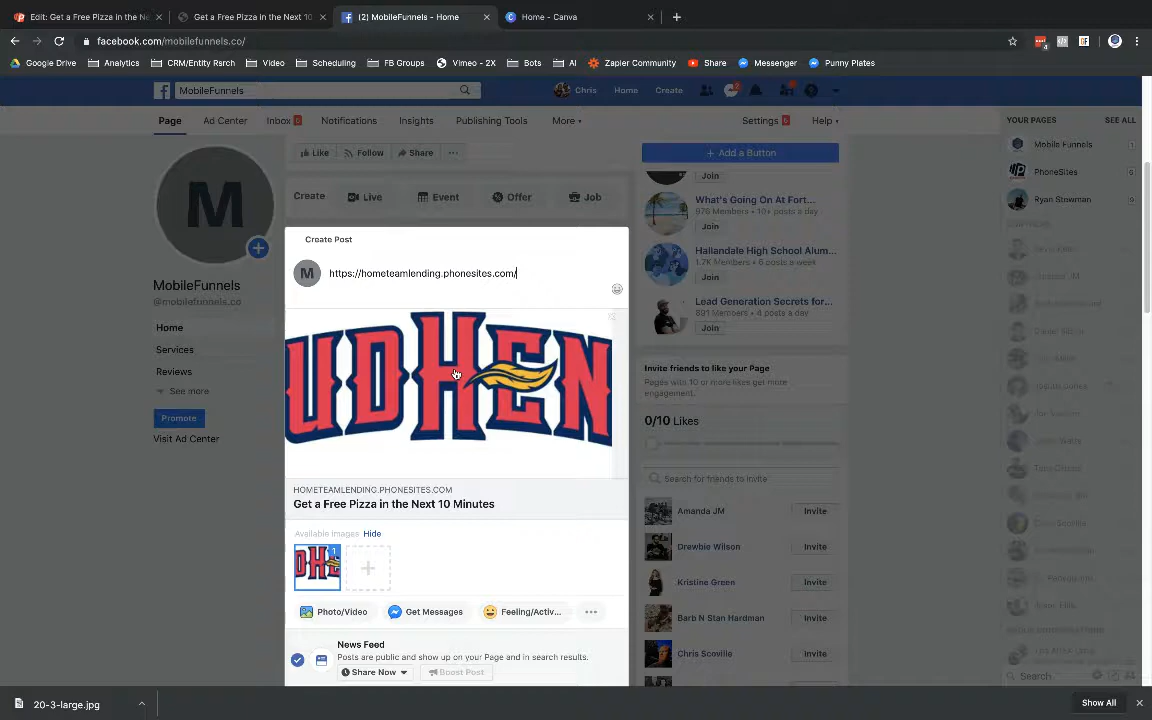 Edit: Get a Free Pizza in the Ne
Get a Free Pizza in the Next 10
(2) MobileFunnels - Home
Home - Canva
facebook.com/mobilefunnels.co/
Google Drive
Analytics
CRM/Entity Rsrch
Video
Scheduling
FB Groups
Vimeo - 2X
Bots
AI
Zapier Community
Share
Messenger
Punny Plates
MobileFunnels
Chris
Home
Create
Page
Ad Center
Inbox 6
Notifications
Insights
Publishing Tools
More
Settings 6
Help
YOUR PAGES
SEE ALL
Mobile Funnels 1
PhoneSites 6
Ryan Stewman 9
M
MobileFunnels
@mobilefunnels.co
Home
Services
Reviews
See more
Promote
Visit Ad Center
Like
Follow
Share
Create
Live
Event
Offer
Job
Create Post
M
https://hometeamlending.phonesites.com/
UDHEN
HOMETEAMLENDING.PHONESITES.COM
Get a Free Pizza in the Next 10 Minutes
Available Images Hide
1
Photo/Video
Get Messages
Feeling/Activ...
News Feed
Posts are public and show up on your Page and in search results.
Share Now
Boost Post
+ Add a Button
Join
What's Going On At Fort...
976 Members • 10+ posts a day
Join
Hallandale High School Alum...
1.7K Members • 6 posts a week
Join
Lead Generation Secrets for...
891 Members • 4 posts a day
Join
Invite friends to like your Page
Pages with 10 or more likes get more
engagement.
0/10 Likes
Search for friends to invite
Amanda JM
Invite
Drewbie Wilson
Invite
Kristine Green
Invite
Barb N Stan Hardman
Invite
Chris Scoville
Invite
Search
20-3-large.jpg
Show All